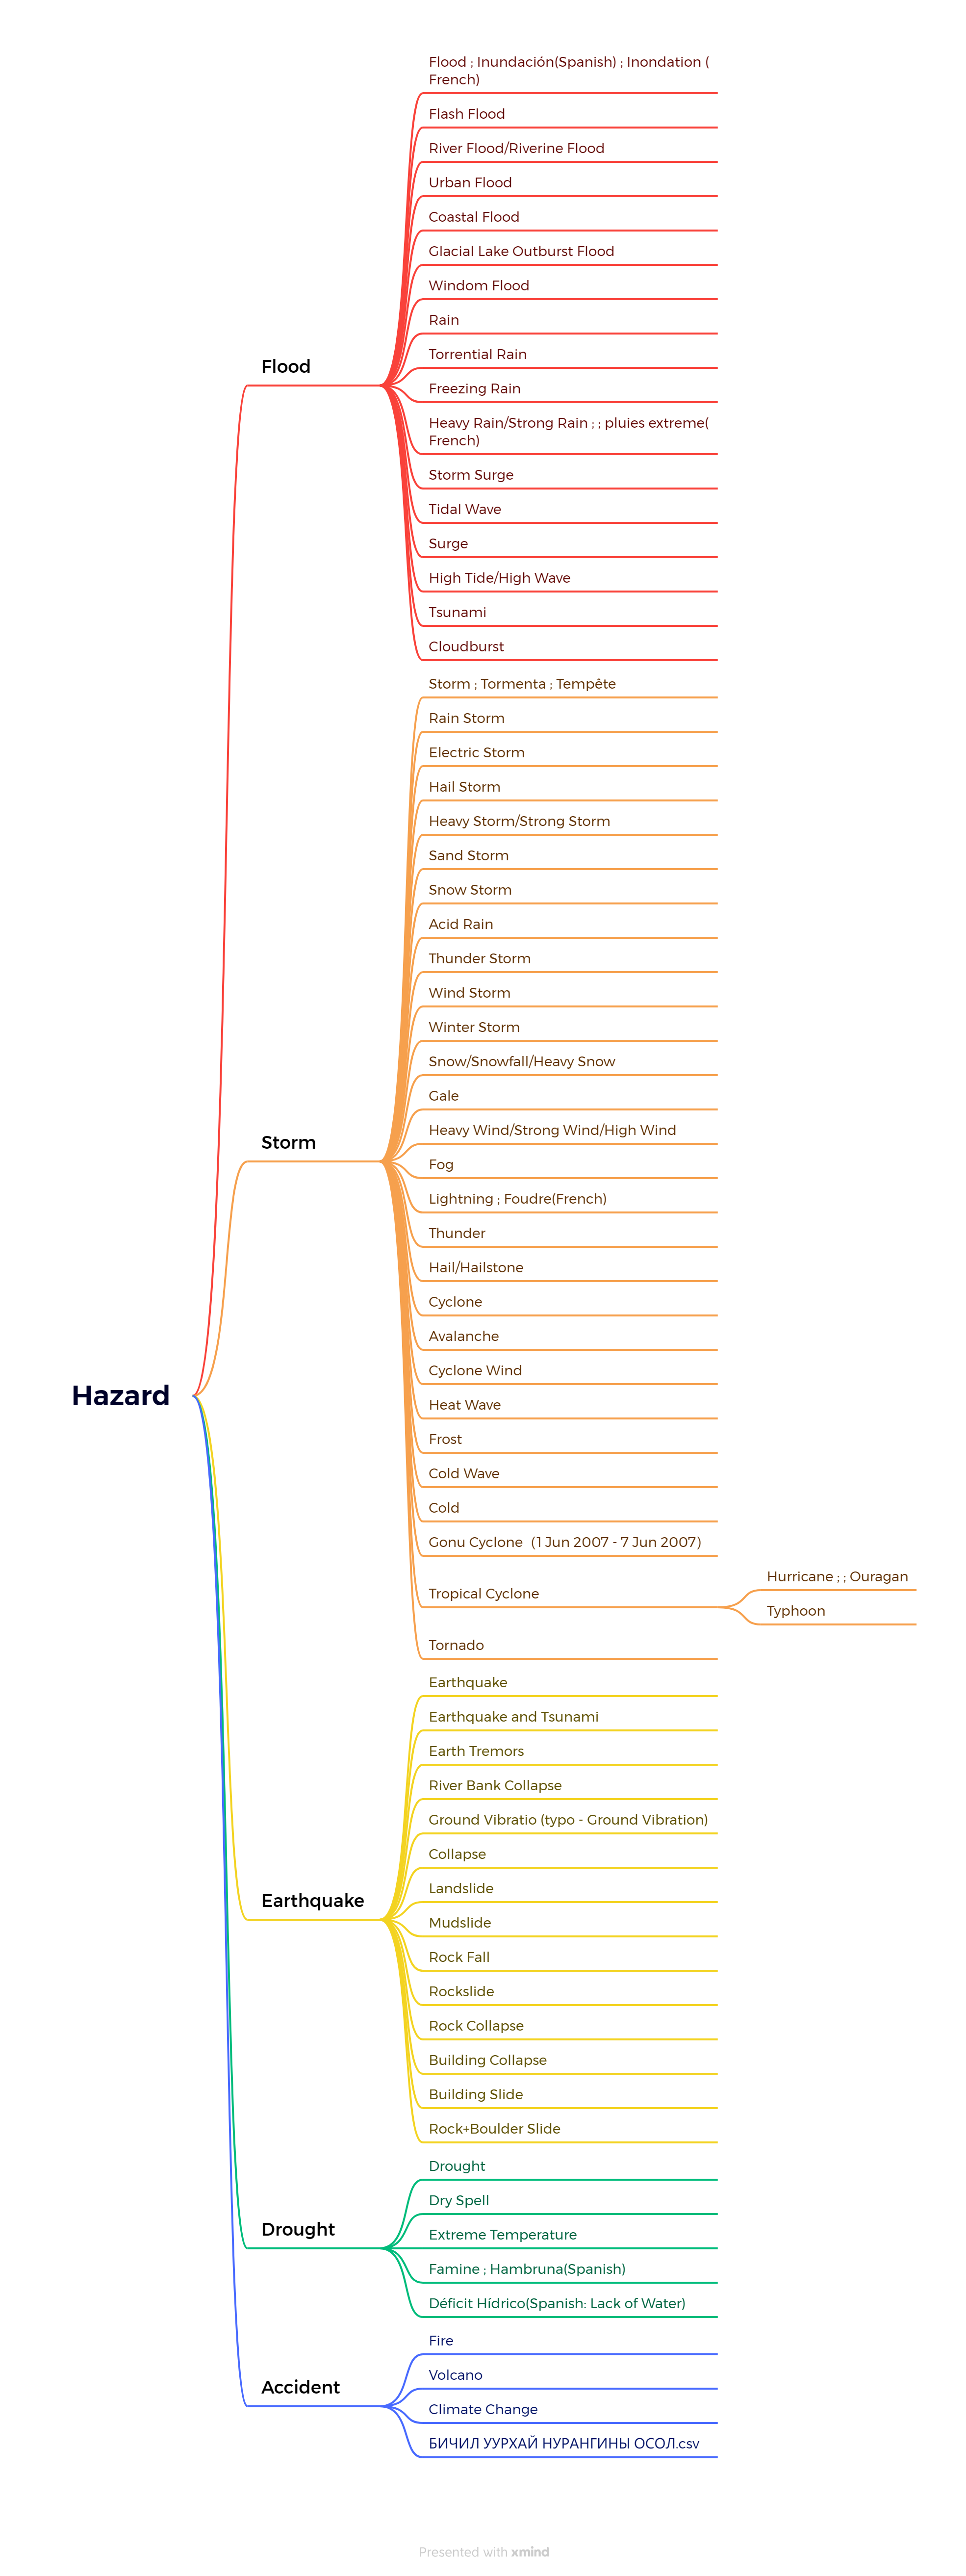 Flood ; Inundación(Spanish) ; Inondation (
French)
Flash Flood
River Flood/Riverine Flood
Urban Flood
Coastal Flood
Glacial Lake Outburst Flood
Windom Flood
Rain
Torrential Rain
Flood
Freezing Rain
Heavy Rain/Strong Rain ; ; pluies extreme(
French)
Storm Surge
Tidal Wave
Surge
High Tide/High Wave
Tsunami
Cloudburst
Storm ; Tormenta ; Tempête
Rain Storm
Electric Storm
Hail Storm
Heavy Storm/Strong Storm
Sand Storm
Snow Storm
Acid Rain
Thunder Storm
Wind Storm
Winter Storm
Snow/Snowfall/Heavy Snow
Gale
Heavy Wind/Strong Wind/High Wind
Storm
Fog
Lightning ; Foudre(French)
Thunder
Hail/Hailstone
Cyclone
Avalanche
Cyclone Wind
Hazard
Heat Wave
Frost
Cold Wave
Cold
Gonu Cyclone (1 Jun 2007 - 7 Jun 2007)
Tropical Cyclone
Hurricane ; ; Ouragan
Typhoon
Tornado
Earthquake
Earthquake and Tsunami
Earth Tremors
River Bank Collapse
Ground Vibratio (typo - Ground Vibration)
Collapse
Landslide
Earthquake
Mudslide
Rock Fall
Rockslide
Rock Collapse
Building Collapse
Building Slide
Rock+Boulder Slide
Drought
Dry Spell
Drought
Extreme Temperature
Famine ; Hambruna(Spanish)
Déficit Hídrico(Spanish: Lack of Water)
Fire
Volcano
Accident
Climate Change
БИЧИЛ УУРХАЙ НУРАНГИНЫ ОСОЛ.csv
Presented with xmind